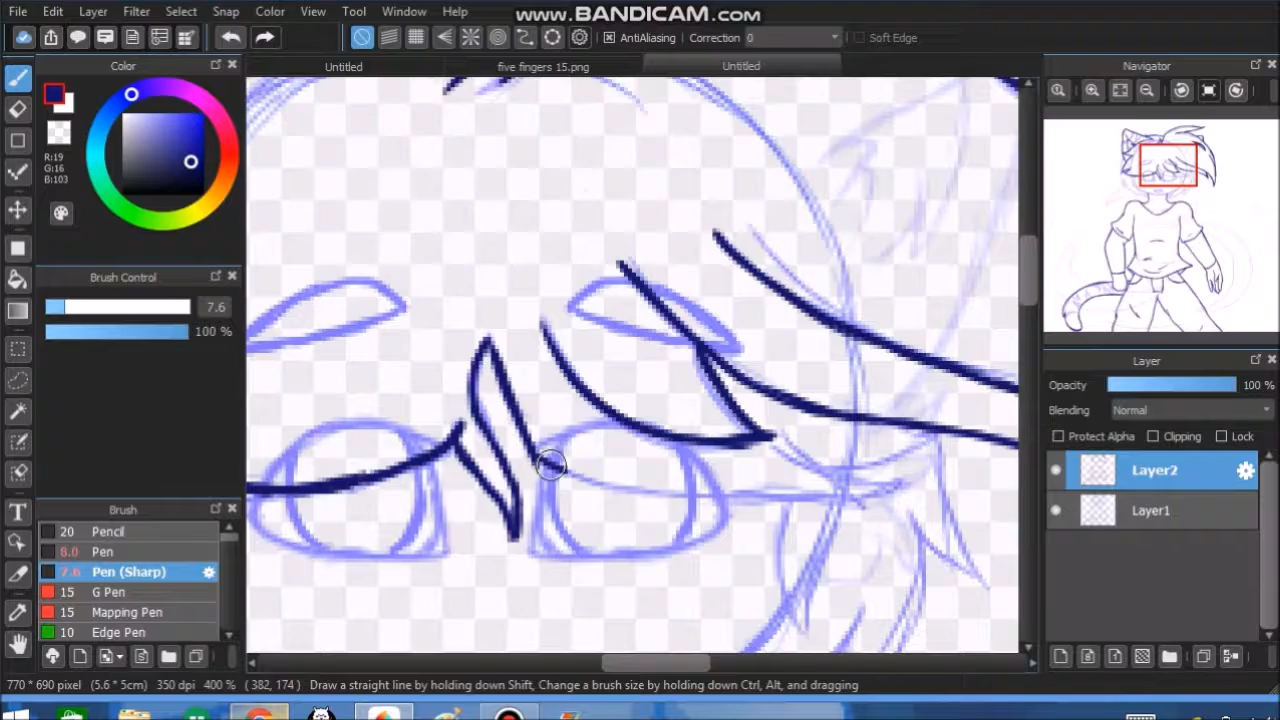 File Edit Layer Filter Select Snap Color View Tool Window Help
www.BANDICAM.com
AntiAliasing Correction 0 Soft Edge
Color
Untitled five fingers 15.png Untitled
Navigator
R:19
G:16
B:103
Brush Control
7.6
100 %
Layer
Opacity 100 %
Blending Normal
Protect Alpha Clipping Lock
Layer2
Layer1
Brush
20 Pencil
8.0 Pen
7.6 Pen (Sharp)
15 G Pen
15 Mapping Pen
10 Edge Pen
770 * 690 pixel (5.6 * 5cm) 350 dpi 400 % ( 382, 174 ) Draw a straight line by holding down Shift, Change a brush size by holding down Ctrl, Alt, and dragging